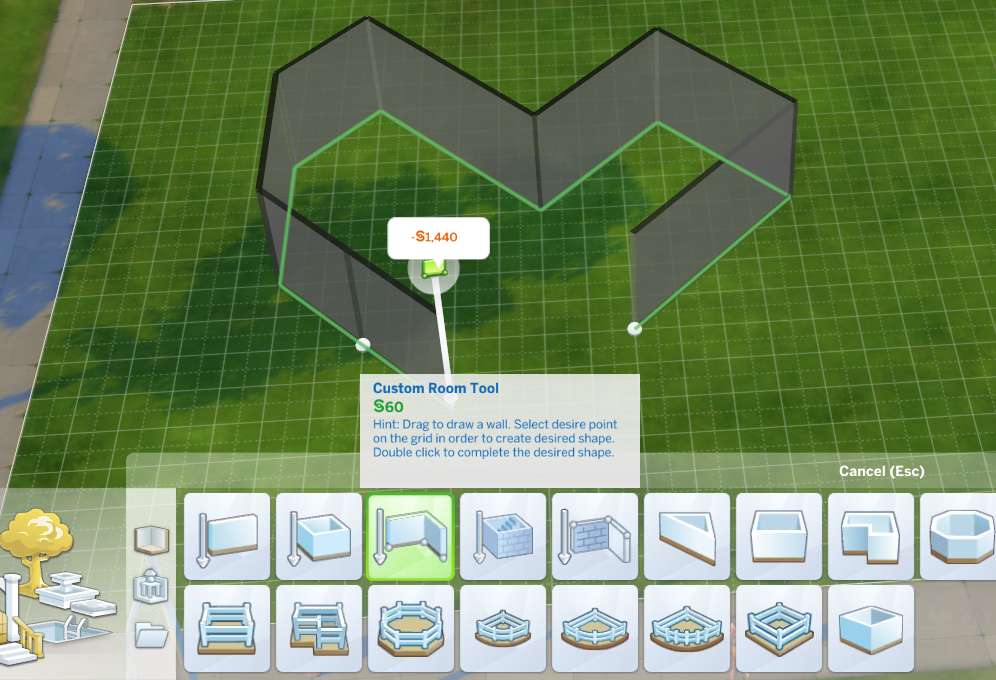 -§1,440
Custom Room Tool
§60
Hint: Drag to draw a wall. Select desire point
on the grid in order to create desired shape.
Double click to complete the desired shape.
Cancel (Esc)